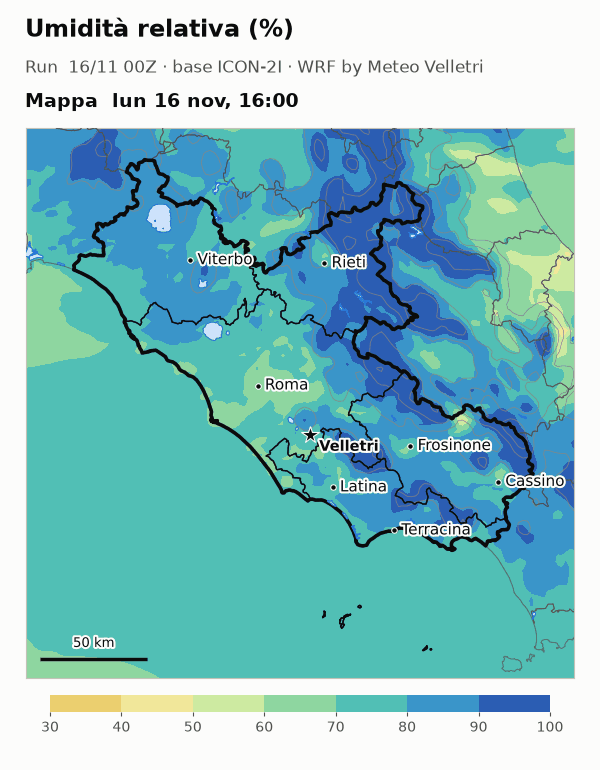 Umidità relativa (%)
Run  16/11 00Z · base ICON-2I · WRF by Meteo Velletri
Mappa  lun 16 nov, 16:00
Viterbo
Rieti
Roma
Velletri
Frosinone
Cassino
Latina
Terracina
50 km
30 40 50 60 70 80 90 100